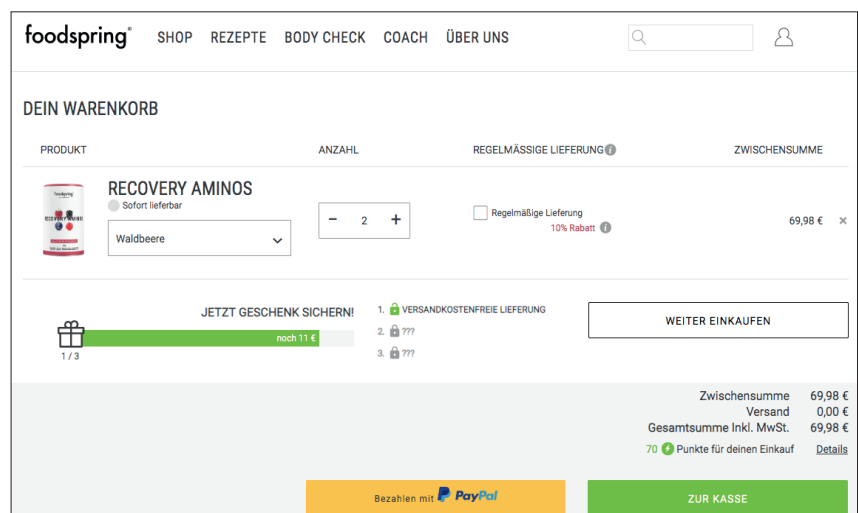 foodspring®
SHOP REZEPTE BODY CHECK COACH ÜBER UNS
DEIN WARENKORB
PRODUKT ANZAHL REGELMÄSSIGE LIEFERUNG i ZWISCHENSUMME
foodspring
RECOVERY AMINOS
RECOVERY AMINOS
Sofort lieferbar
Waldbeere
− 2 +
Regelmäßige Lieferung
10% Rabatt i
69,98 € ×
JETZT GESCHENK SICHERN!
noch 11 €
1 / 3
1. VERSANDKOSTENFREIE LIEFERUNG
2. ???
3. ???
WEITER EINKAUFEN
Zwischensumme 69,98 €
Versand 0,00 €
Gesamtsumme Inkl. MwSt. 69,98 €
70 Punkte für deinen Einkauf Details
Bezahlen mit PayPal
ZUR KASSE